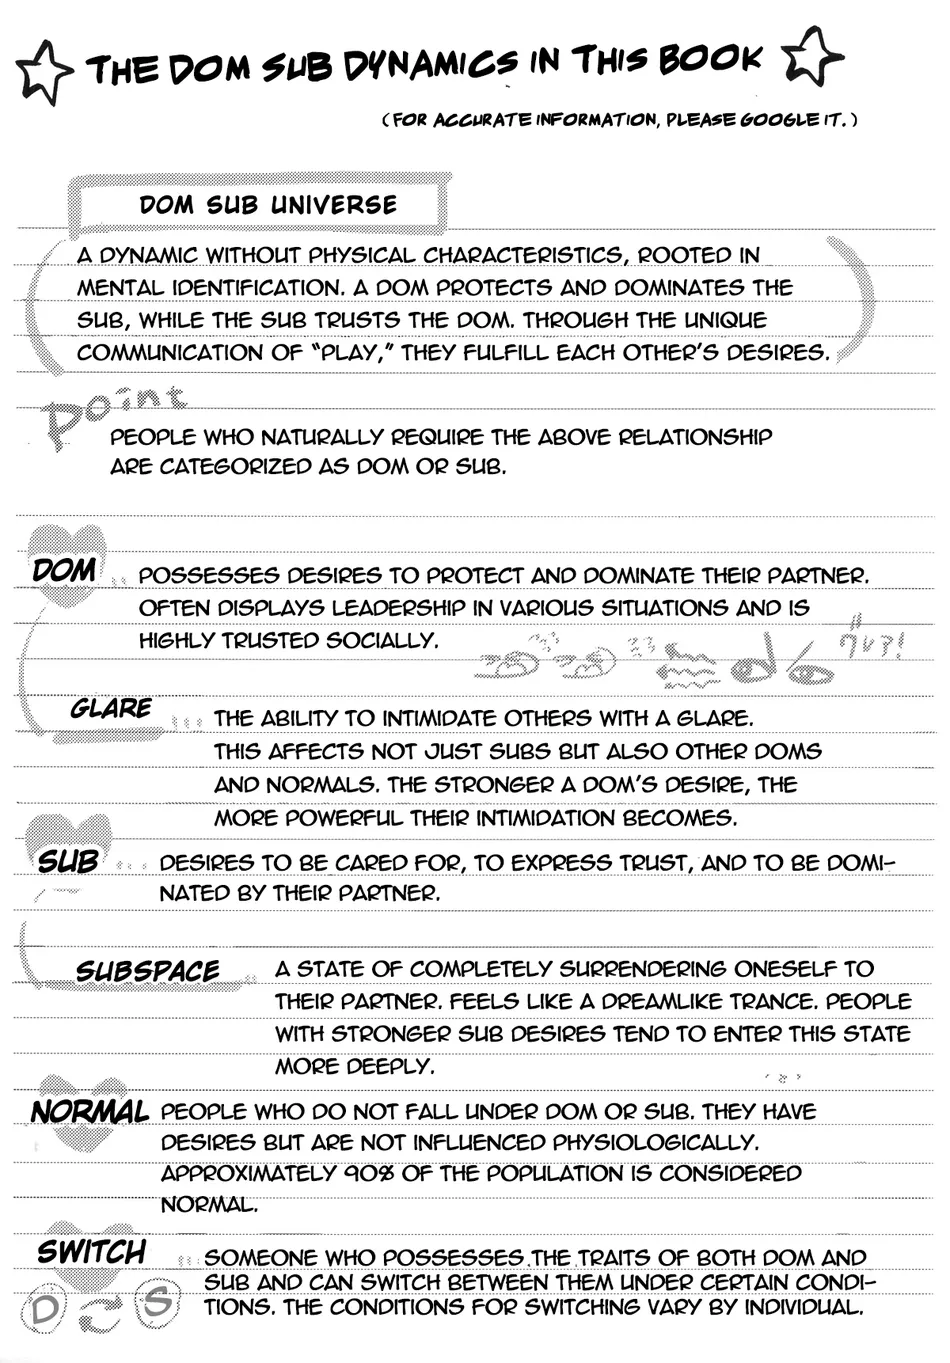 THE DOM SUB DYNAMICS IN THIS BOOK
(FOR ACCURATE INFORMATION, PLEASE GOOGLE IT.)
DOM SUB UNIVERSE
A DYNAMIC WITHOUT PHYSICAL CHARACTERISTICS, ROOTED IN
MENTAL IDENTIFICATION. A DOM PROTECTS AND DOMINATES THE
SUB, WHILE THE SUB TRUSTS THE DOM. THROUGH THE UNIQUE
COMMUNICATION OF "PLAY," THEY FULFILL EACH OTHER'S DESIRES.
Point
PEOPLE WHO NATURALLY REQUIRE THE ABOVE RELATIONSHIP
ARE CATEGORIZED AS DOM OR SUB.
DOM ... POSSESSES DESIRES TO PROTECT AND DOMINATE THEIR PARTNER.
OFTEN DISPLAYS LEADERSHIP IN VARIOUS SITUATIONS AND IS
HIGHLY TRUSTED SOCIALLY.
GLARE ... THE ABILITY TO INTIMIDATE OTHERS WITH A GLARE.
THIS AFFECTS NOT JUST SUBS BUT ALSO OTHER DOMS
AND NORMALS. THE STRONGER A DOM'S DESIRE, THE
MORE POWERFUL THEIR INTIMIDATION BECOMES.
SUB ... DESIRES TO BE CARED FOR, TO EXPRESS TRUST, AND TO BE DOMI-
NATED BY THEIR PARTNER.
SUBSPACE ... A STATE OF COMPLETELY SURRENDERING ONESELF TO
THEIR PARTNER. FEELS LIKE A DREAMLIKE TRANCE. PEOPLE
WITH STRONGER SUB DESIRES TEND TO ENTER THIS STATE
MORE DEEPLY.
NORMAL PEOPLE WHO DO NOT FALL UNDER DOM OR SUB. THEY HAVE
DESIRES BUT ARE NOT INFLUENCED PHYSIOLOGICALLY.
APPROXIMATELY 90% OF THE POPULATION IS CONSIDERED
NORMAL.
SWITCH ... SOMEONE WHO POSSESSES THE TRAITS OF BOTH DOM AND
SUB AND CAN SWITCH BETWEEN THEM UNDER CERTAIN CONDI-
TIONS. THE CONDITIONS FOR SWITCHING VARY BY INDIVIDUAL.
D S